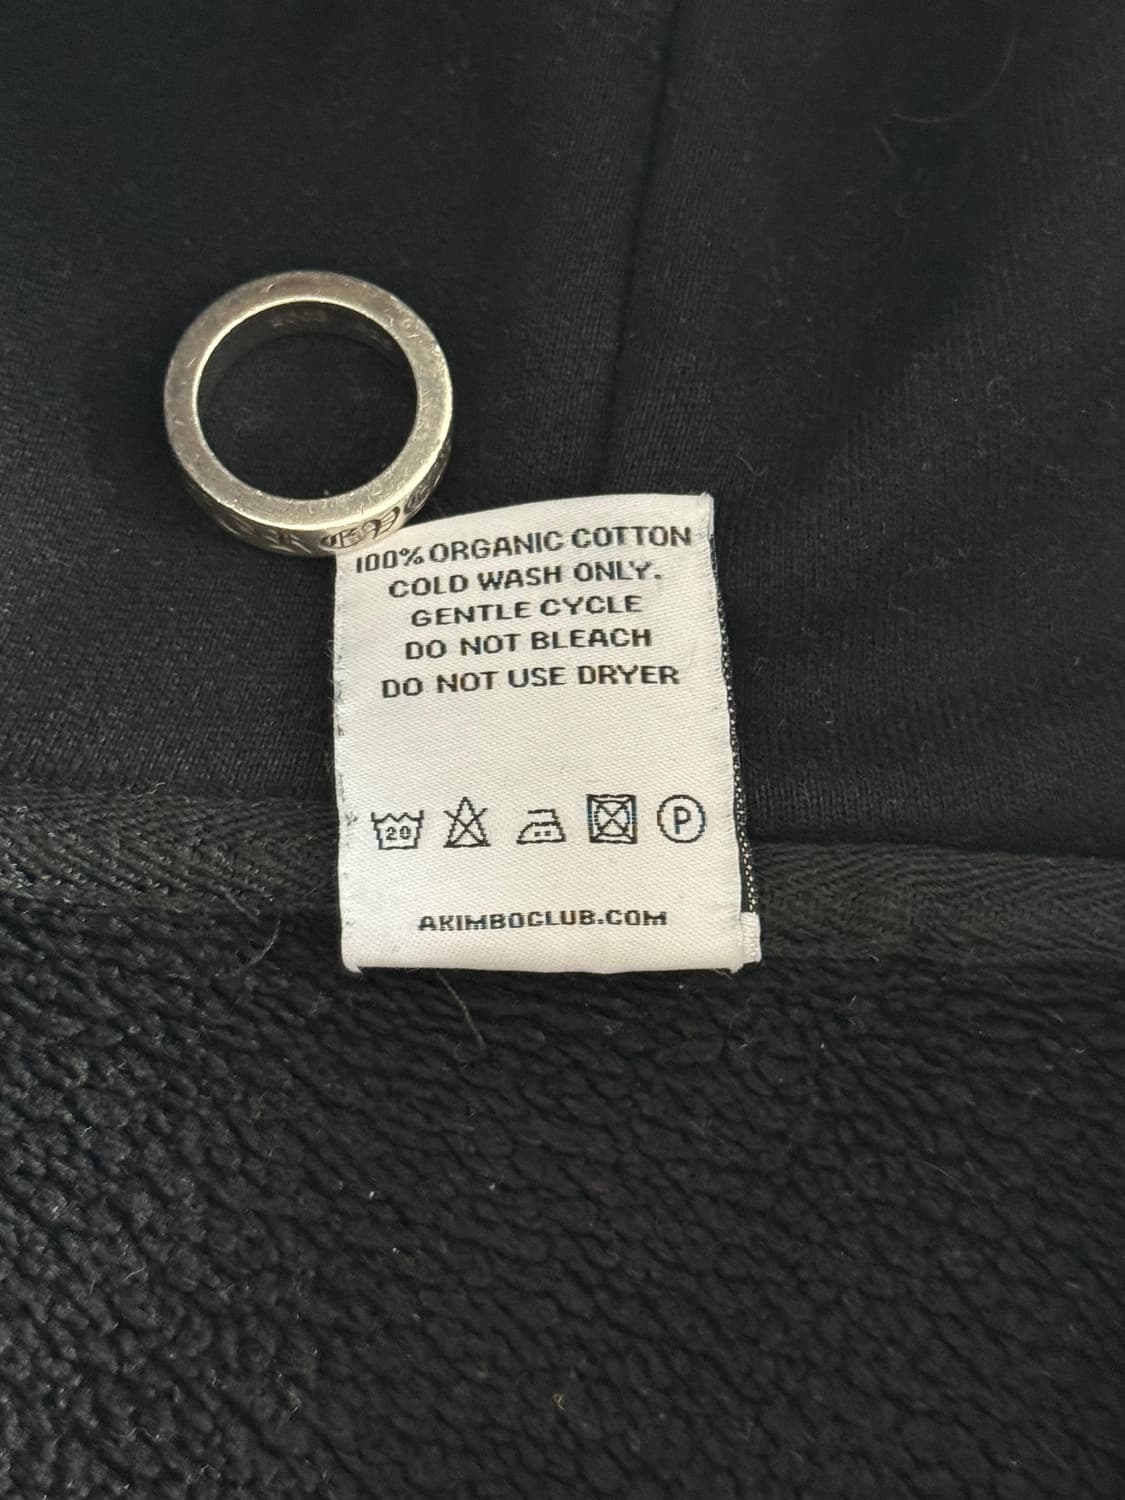 100% ORGANIC COTTON
COLD WASH ONLY.
GENTLE CYCLE
DO NOT BLEACH
DO NOT USE DRYER
20
P
AKIMBOCLUB.COM